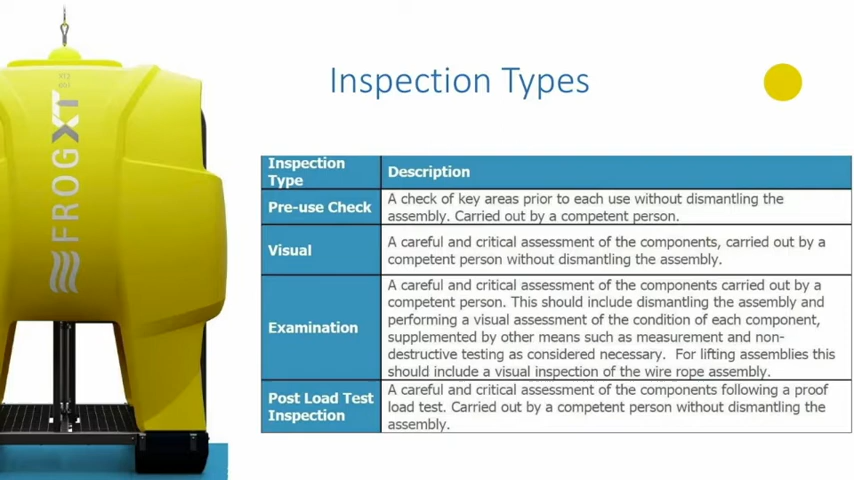 Inspection Types
FROGXT
Inspection
Type
Description
Pre-use Check
A check of key areas prior to each use without dismantling the
assembly. Carried out by a competent person.
Visual
A careful and critical assessment of the components, carried out by a
competent person without dismantling the assembly.
Examination
A careful and critical assessment of the components carried out by a
competent person. This should include dismantling the assembly and
performing a visual assessment of the condition of each component,
supplemented by other means such as measurement and non-
destructive testing as considered necessary. For lifting assemblies this
should include a visual inspection of the wire rope assembly.
Post Load Test
Inspection
A careful and critical assessment of the components following a proof
load test. Carried out by a competent person without dismantling the
assembly.